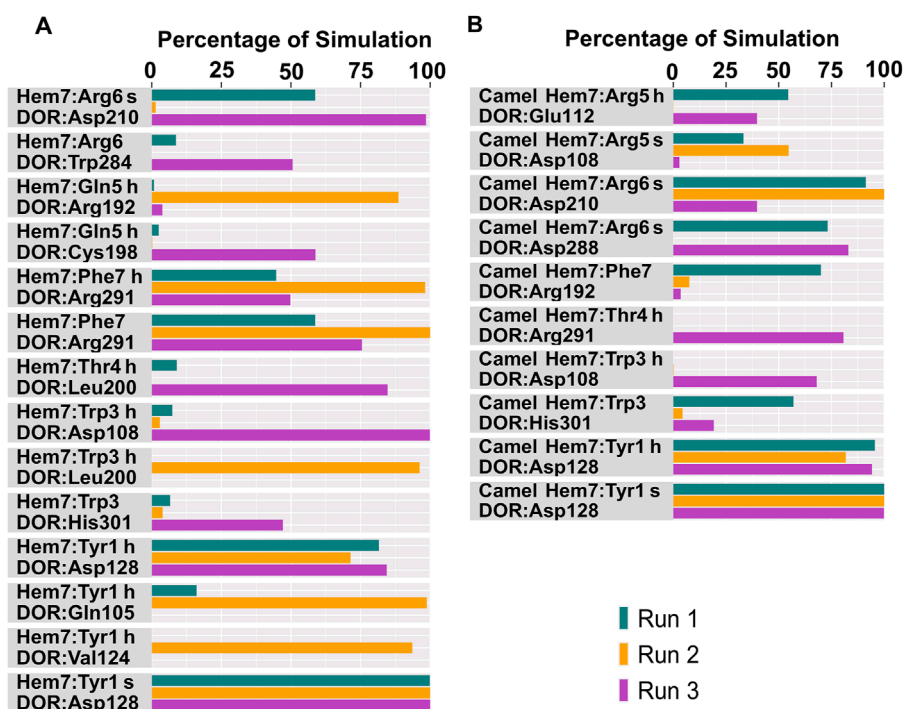 A
Percentage of Simulation
0 25 50 75 100
Hem7:Arg6 s
DOR:Asp210
Hem7:Arg6
DOR:Trp284
Hem7:Gln5 h
DOR:Arg192
Hem7:Gln5 h
DOR:Cys198
Hem7:Phe7 h
DOR:Arg291
Hem7:Phe7
DOR:Arg291
Hem7:Thr4 h
DOR:Leu200
Hem7:Trp3 h
DOR:Asp108
Hem7:Trp3 h
DOR:Leu200
Hem7:Trp3
DOR:His301
Hem7:Tyr1 h
DOR:Asp128
Hem7:Tyr1 h
DOR:Gln105
Hem7:Tyr1 h
DOR:Val124
Hem7:Tyr1 s
DOR:Asp128
B
Percentage of Simulation
0 25 50 75 100
Camel Hem7:Arg5 h
DOR:Glu112
Camel Hem7:Arg5 s
DOR:Asp108
Camel Hem7:Arg6 s
DOR:Asp210
Camel Hem7:Arg6 s
DOR:Asp288
Camel Hem7:Phe7
DOR:Arg192
Camel Hem7:Thr4 h
DOR:Arg291
Camel Hem7:Trp3 h
DOR:Asp108
Camel Hem7:Trp3
DOR:His301
Camel Hem7:Tyr1 h
DOR:Asp128
Camel Hem7:Tyr1 s
DOR:Asp128
Run 1
Run 2
Run 3